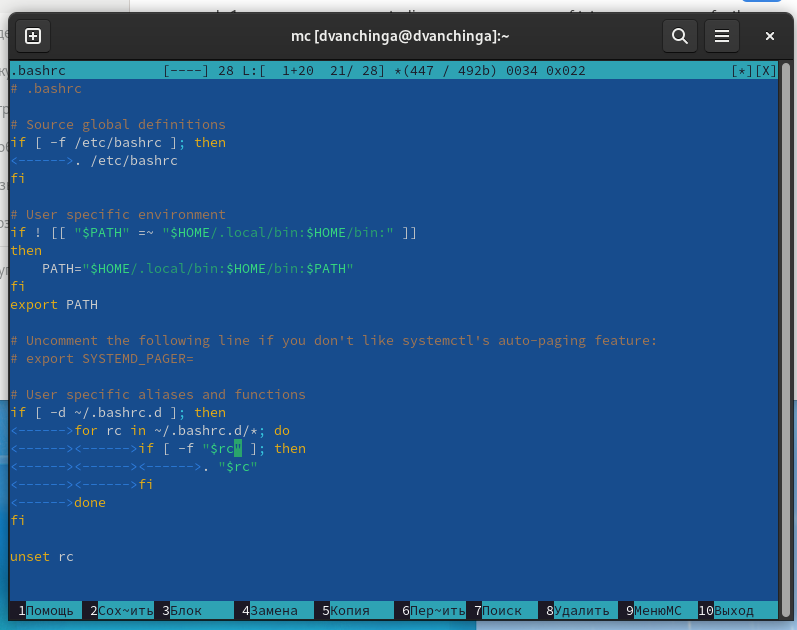 mc [dvanchinga@dvanchinga]:~
.bashrc [----] 28 L:[ 1+20 21/ 28] *(447 / 492b) 0034 0x022 [*][X]
# .bashrc
# Source global definitions
if [ -f /etc/bashrc ]; then
<------>. /etc/bashrc
fi
# User specific environment
if ! [[ "$PATH" =~ "$HOME/.local/bin:$HOME/bin:" ]]
then
    PATH="$HOME/.local/bin:$HOME/bin:$PATH"
fi
export PATH
# Uncomment the following line if you don't like systemctl's auto-paging feature:
# export SYSTEMD_PAGER=
# User specific aliases and functions
if [ -d ~/.bashrc.d ]; then
<------>for rc in ~/.bashrc.d/*; do
<------><------>if [ -f "$rc" ]; then
<------><------><------>. "$rc"
<------><------>fi
<------>done
fi
unset rc
1Помощь 2Сох~ить 3Блок 4Замена 5Копия 6Пер~ить 7Поиск 8Удалить 9МенюМС 10Выход